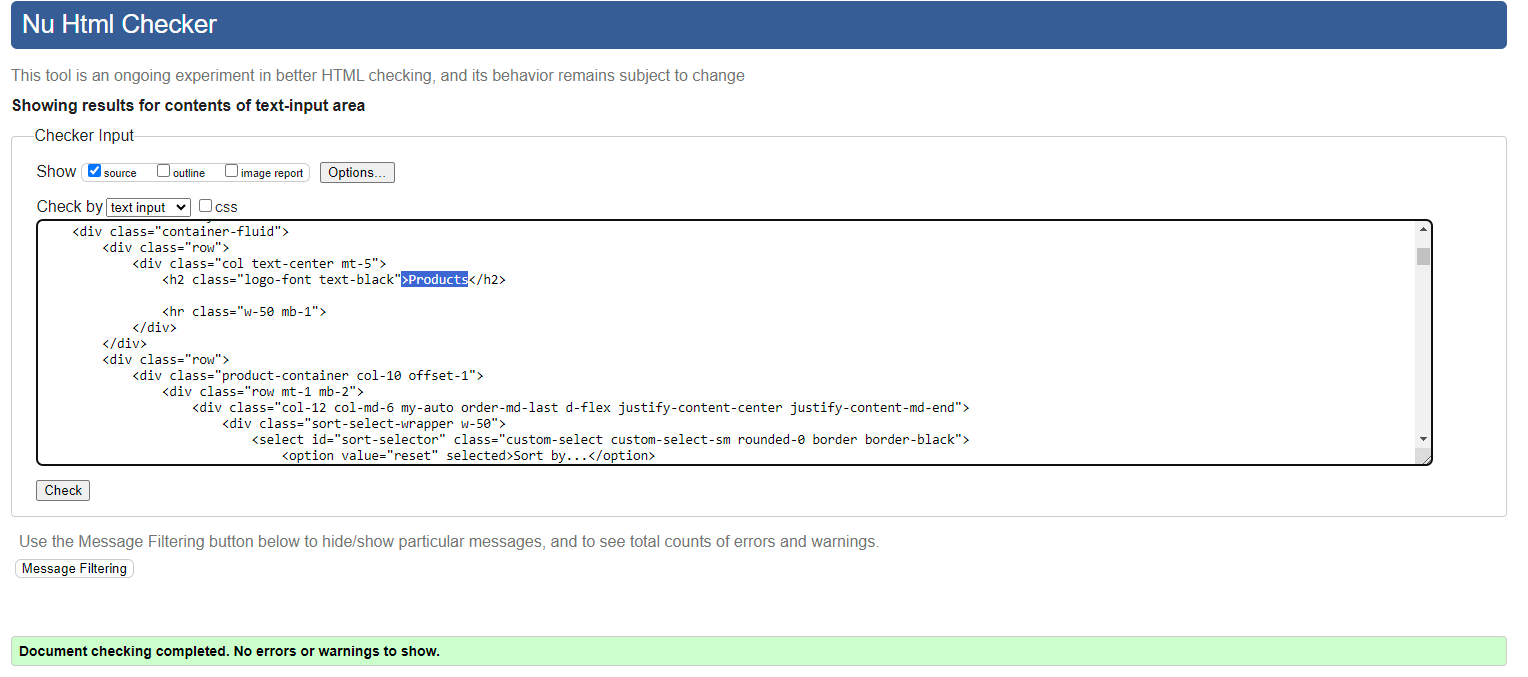 Nu Html Checker
This tool is an ongoing experiment in better HTML checking, and its behavior remains subject to change
Showing results for contents of text-input area
Checker Input
Show source outline image report Options...
Check by text input css
<div class="container-fluid">
<div class="row">
<div class="col text-center mt-5">
<h2 class="logo-font text-black">Products</h2>
<hr class="w-50 mb-1">
</div>
</div>
<div class="row">
<div class="product-container col-10 offset-1">
<div class="row mt-1 mb-2">
<div class="col-12 col-md-6 my-auto order-md-last d-flex justify-content-center justify-content-md-end">
<div class="sort-select-wrapper w-50">
<select id="sort-selector" class="custom-select custom-select-sm rounded-0 border border-black">
<option value="reset" selected>Sort by...</option>
Check
Use the Message Filtering button below to hide/show particular messages, and to see total counts of errors and warnings.
Message Filtering
Document checking completed. No errors or warnings to show.